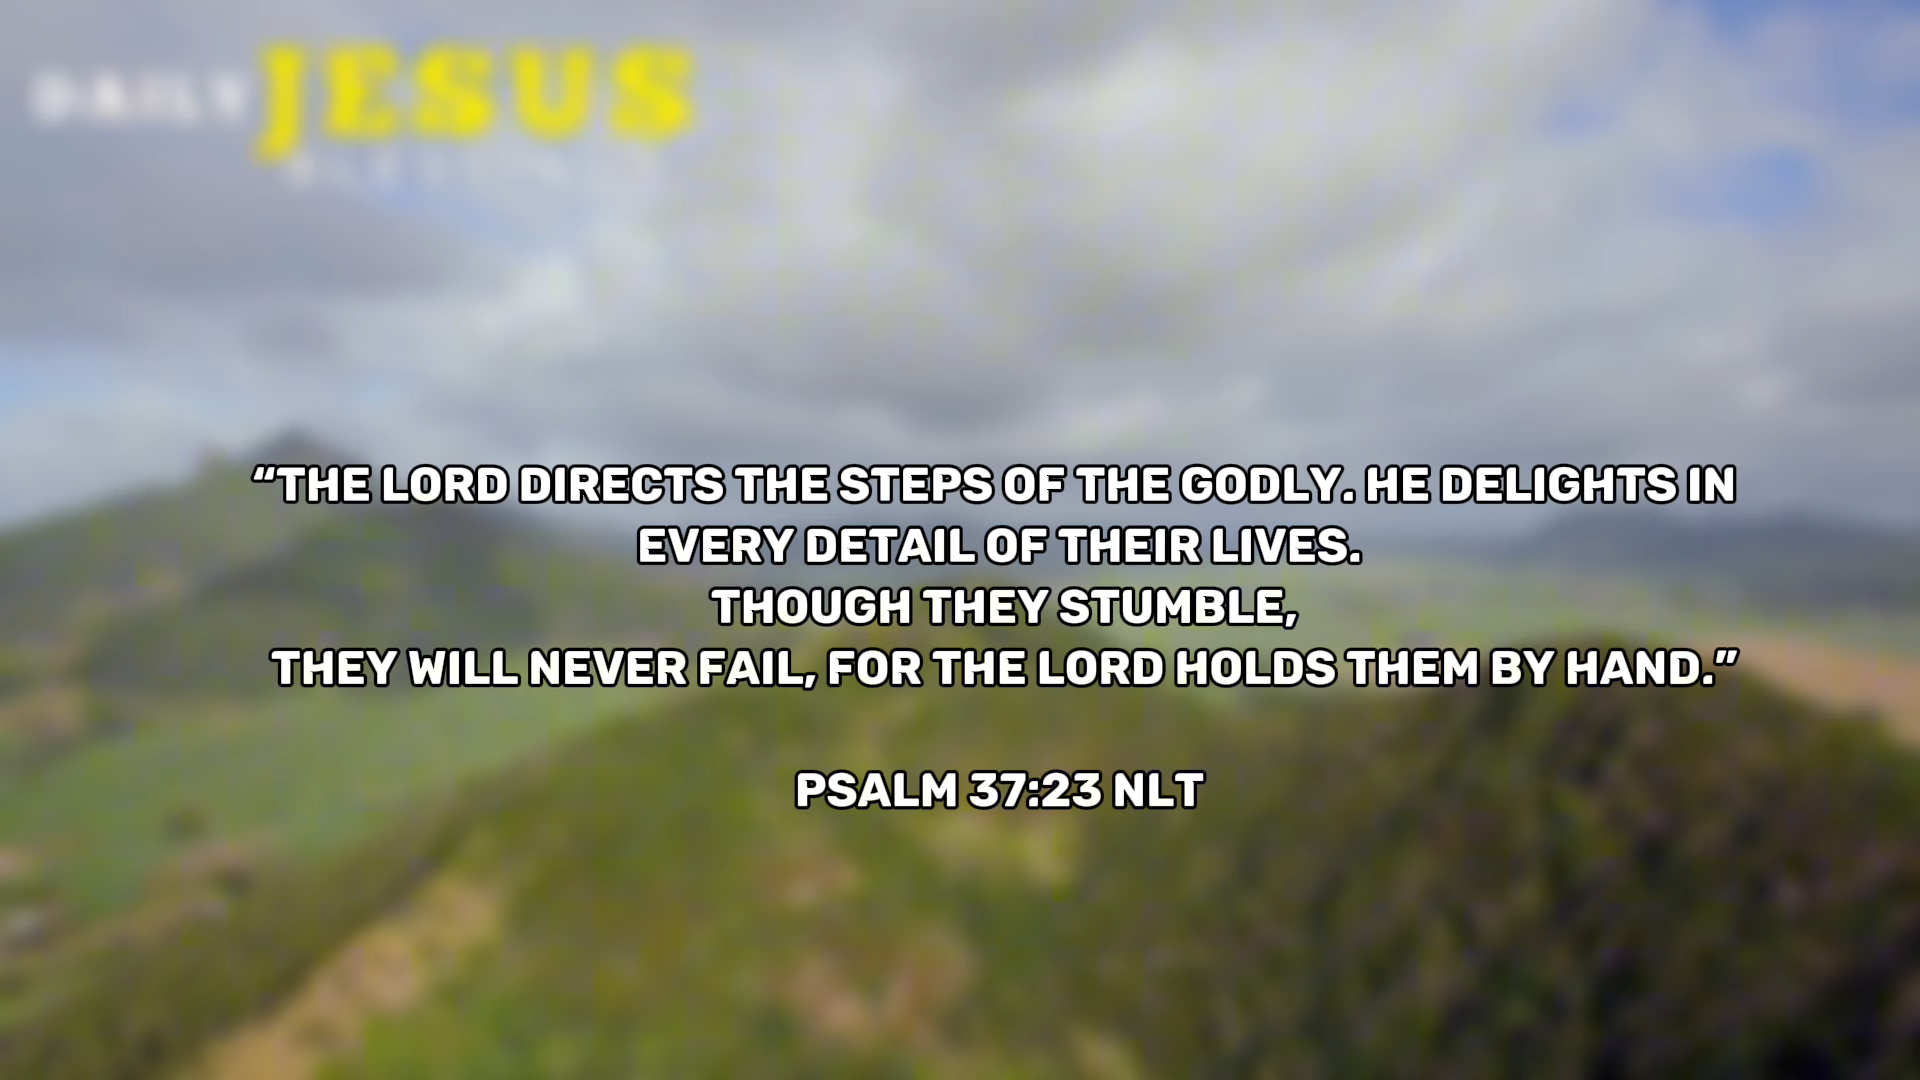 DAILY JESUS
“THE LORD DIRECTS THE STEPS OF THE GODLY. HE DELIGHTS IN
EVERY DETAIL OF THEIR LIVES.
THOUGH THEY STUMBLE,
THEY WILL NEVER FAIL, FOR THE LORD HOLDS THEM BY HAND.”
PSALM 37:23 NLT